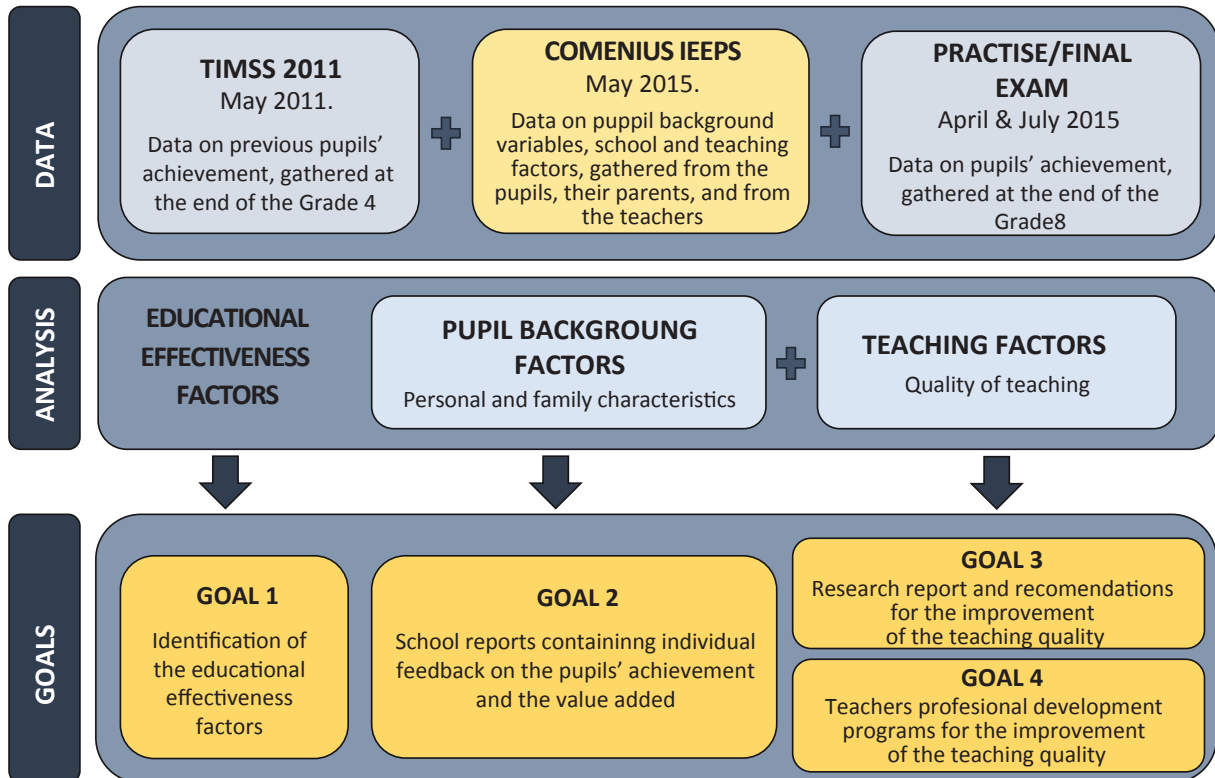 DATA
TIMSS 2011
May 2011.
Data on previous pupils’
achievement, gathered at
the end of the Grade 4
COMENIUS IEEPS
May 2015.
Data on puppil background
variables, school and teaching
factors, gathered from the
pupils, their parents, and from
the teachers
PRACTISE/FINAL
EXAM
April & July 2015
Data on pupils’ achievement,
gathered at the end of the
Grade8
ANALYSIS
EDUCATIONAL
EFFECTIVENESS
FACTORS
PUPIL BACKGROUNG
FACTORS
Personal and family characteristics
TEACHING FACTORS
Quality of teaching
GOALS
GOAL 1
Identification of
the educational
effectiveness
factors
GOAL 2
School reports containinng individual
feedback on the pupils’ achievement
and the value added
GOAL 3
Research report and recomendations
for the improvement
of the teaching quality
GOAL 4
Teachers profesional development
programs for the improvement
of the teaching quality